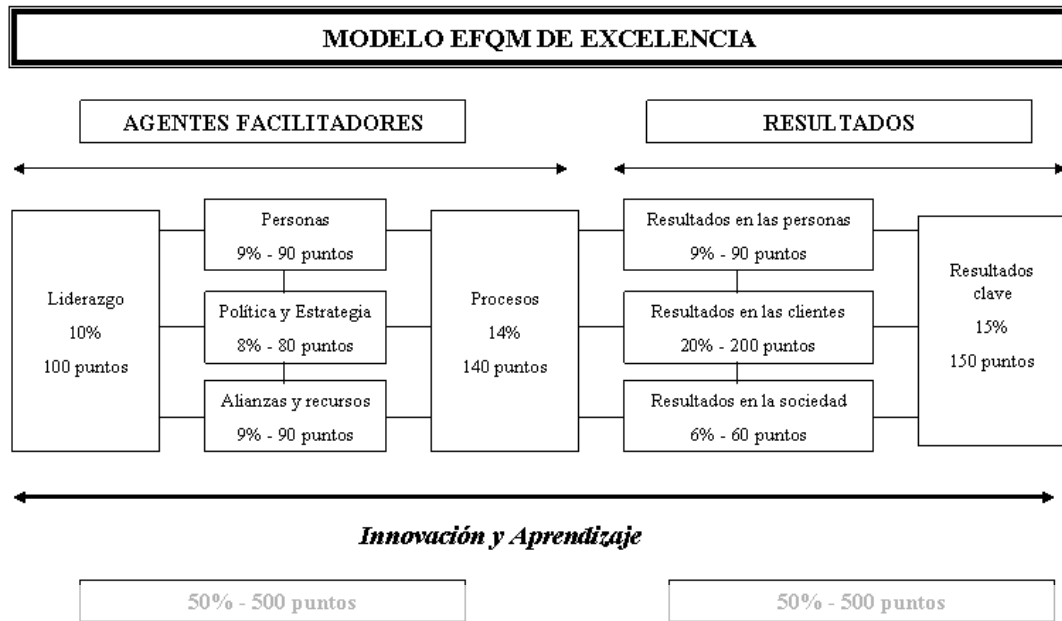 MODELO EFQM DE EXCELENCIA
AGENTES FACILITADORES
RESULTADOS
Liderazgo
10%
100 puntos
Personas
9% - 90 puntos
Política y Estrategia
8% - 80 puntos
Alianzas y recursos
9% - 90 puntos
Procesos
14%
140 puntos
Resultados en las personas
9% - 90 puntos
Resultados en las clientes
20% - 200 puntos
Resultados en la sociedad
6% - 60 puntos
Resultados
clave
15%
150 puntos
Innovación y Aprendizaje
50% - 500 puntos
50% - 500 puntos